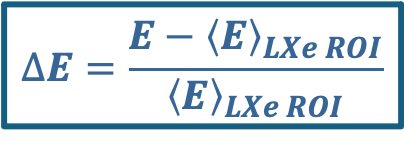 ΔE = (E − ⟨E⟩_{LXe ROI}) / ⟨E⟩_{LXe ROI}